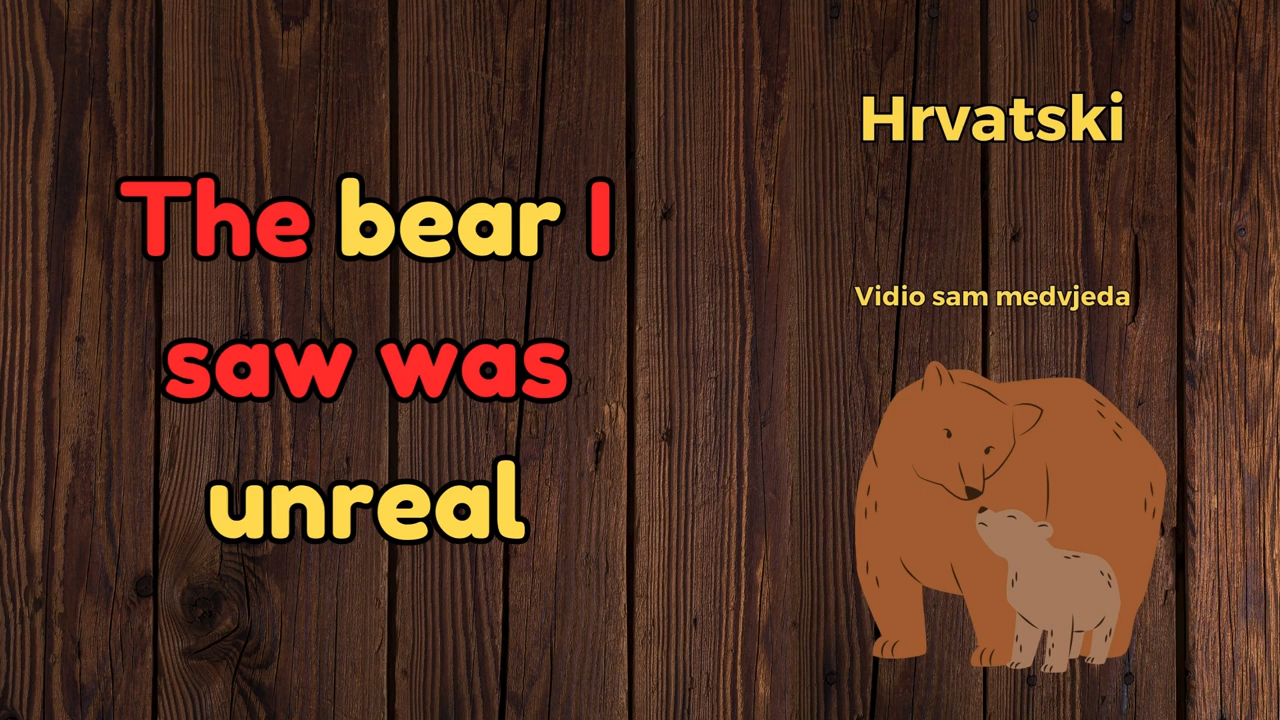 The bear I
saw was
unreal
Hrvatski
Vidio sam medvjeda